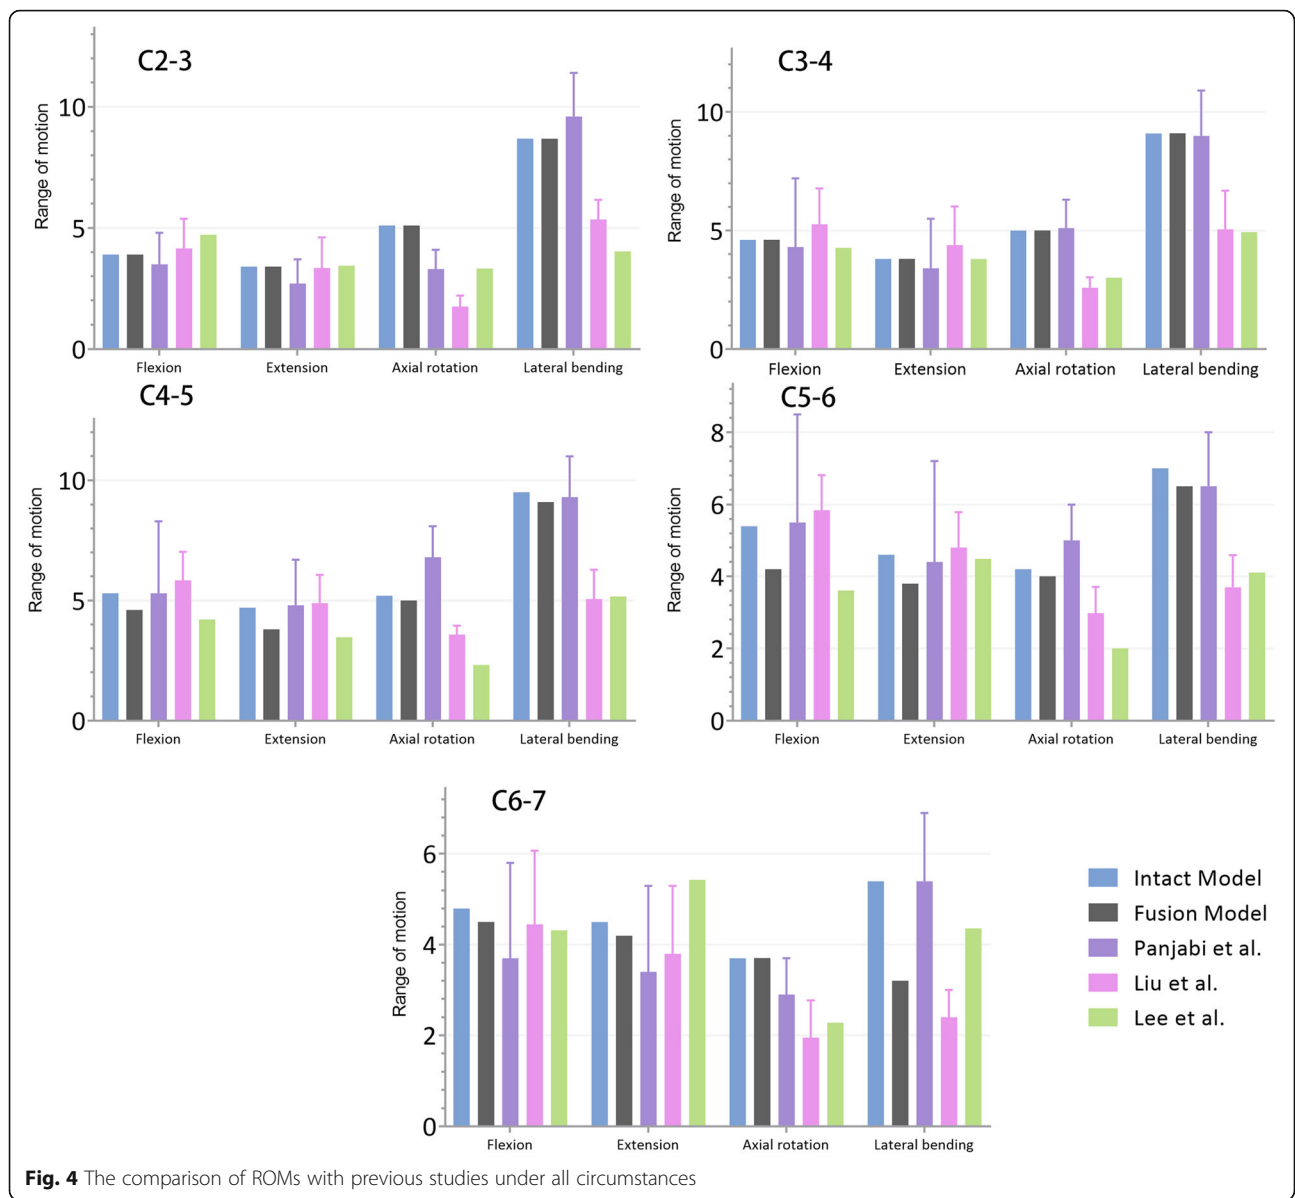 C2-3
Range of motion
10
5
0
Flexion Extension Axial rotation Lateral bending
C3-4
Range of motion
10
5
0
Flexion Extension Axial rotation Lateral bending
C4-5
Range of motion
10
5
0
Flexion Extension Axial rotation Lateral bending
C5-6
Range of motion
8
6
4
2
0
Flexion Extension Axial rotation Lateral bending
C6-7
Range of motion
6
4
2
0
Flexion Extension Axial rotation Lateral bending
Intact Model
Fusion Model
Panjabi et al.
Liu et al.
Lee et al.
Fig. 4 The comparison of ROMs with previous studies under all circumstances